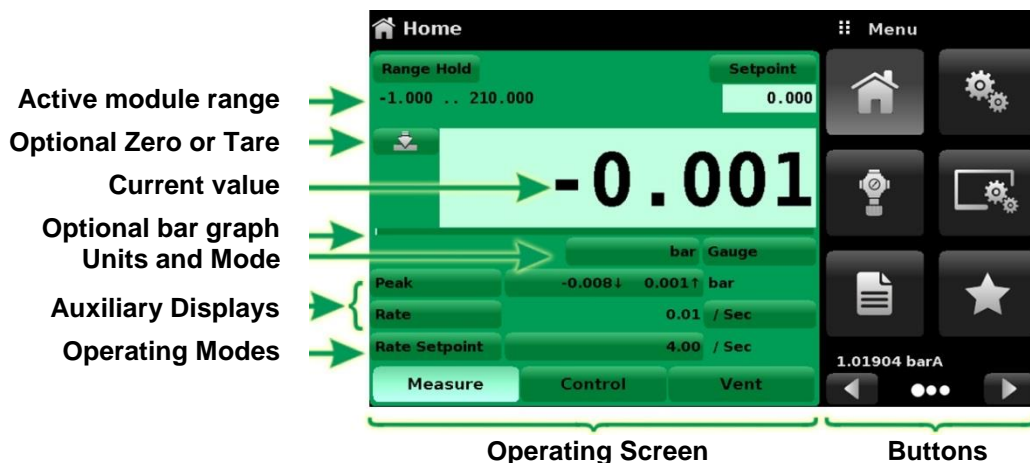 Home
Menu
Range Hold
Setpoint
Active module range
-1.000 .. 210.000
0.000
Optional Zero or Tare
Current value
-0.001
Optional bar graph
Units and Mode
bar Gauge
Auxiliary Displays
Peak -0.008↓ 0.001↑ bar
Rate 0.01 / Sec
Operating Modes
Rate Setpoint 4.00 / Sec
1.01904 barA
Measure Control Vent
Operating Screen
Buttons